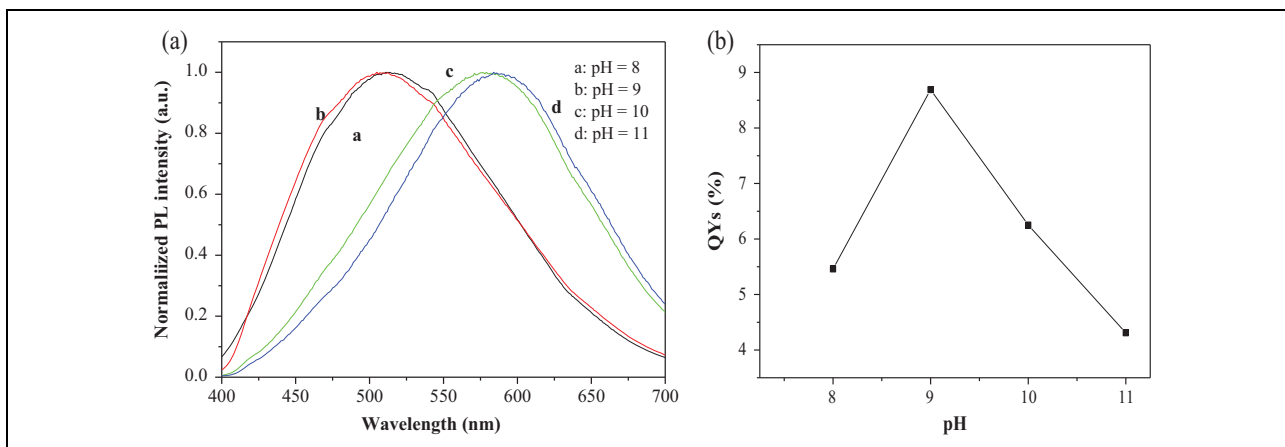 (a)
1.0
0.8
0.6
0.4
0.2
0.0
Normaliized PL intensity (a.u.)
400 450 500 550 600 650 700
Wavelength (nm)
b
a
c
d
a: pH = 8
b: pH = 9
c: pH = 10
d: pH = 11
(b)
9
8
7
6
5
4
QYs (%)
8 9 10 11
pH